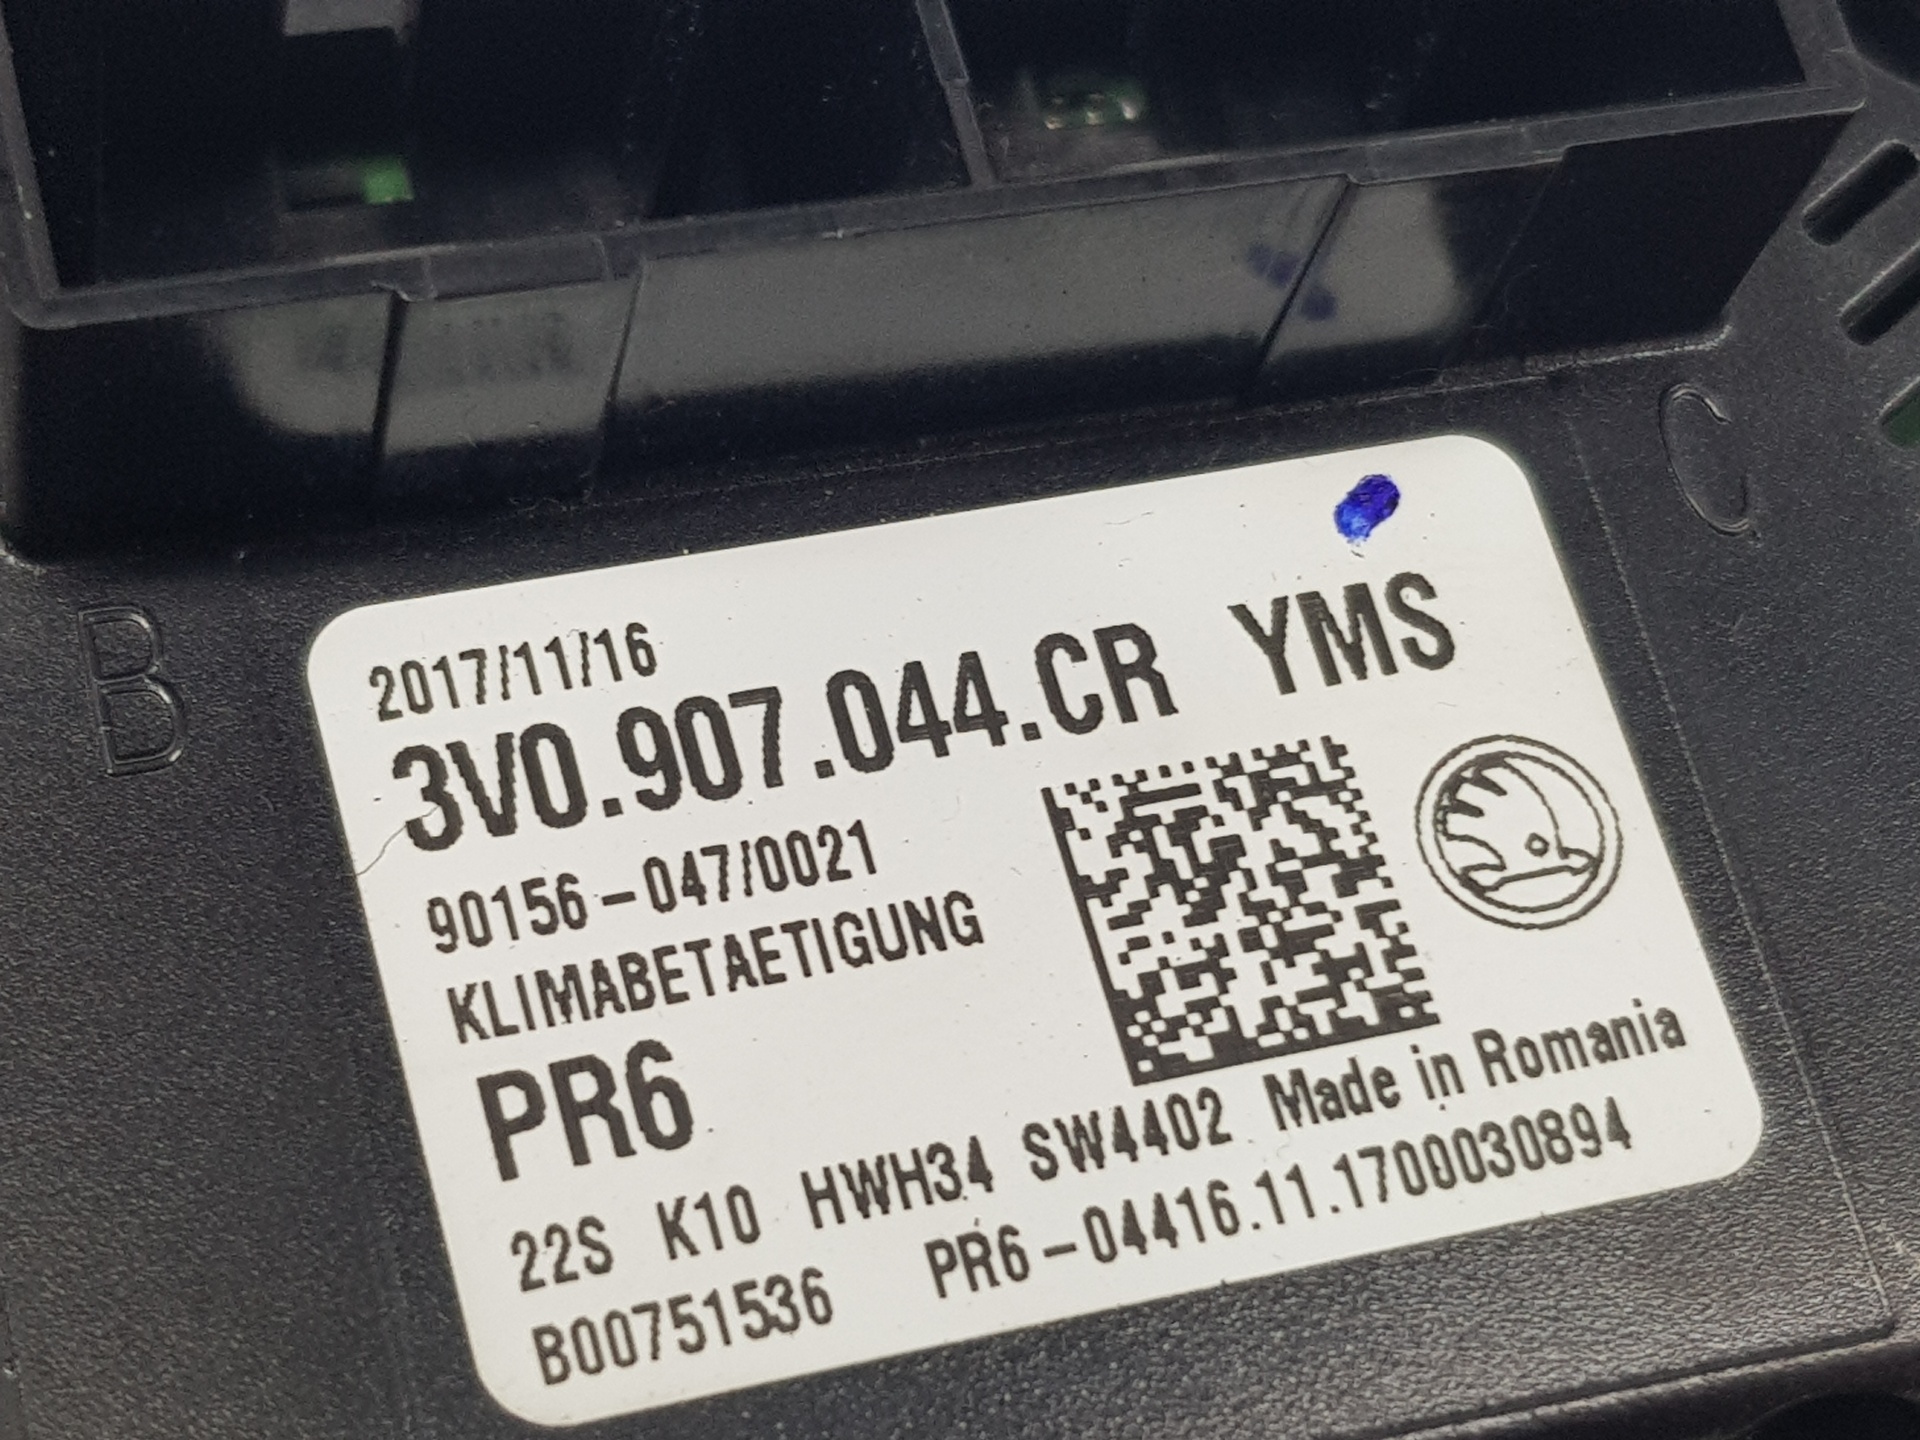 B
C
2017/11/16
3V0.907.044.CR YMS
90156-047/0021
KLIMABETAETIGUNG
PR6
22S K10 HWH34 SW4402 Made in Romania
B00751536 PR6-04416.11.1700030894